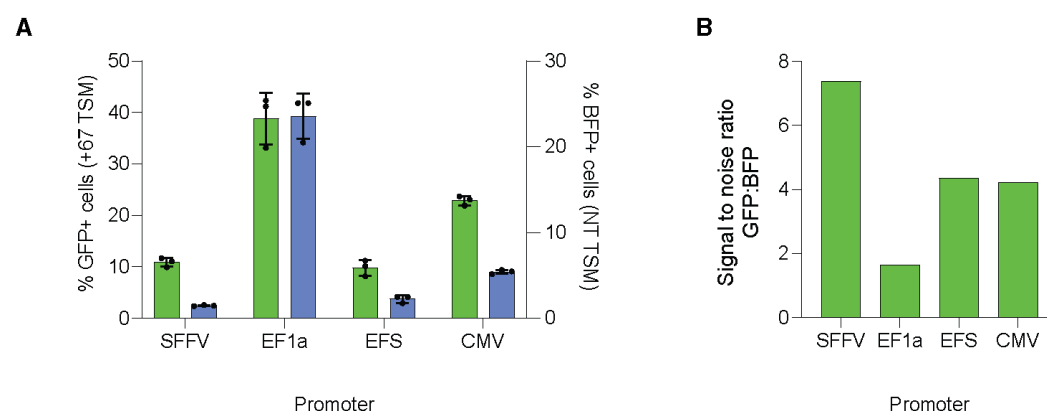 A
% GFP+ cells (+67 TSM)
50
40
30
20
10
0
30
20
10
0
% BFP+ cells (NT TSM)
SFFV EF1a EFS CMV
Promoter
B
Signal to noise ratio
GFP:BFP
8
6
4
2
0
SFFV EF1a EFS CMV
Promoter